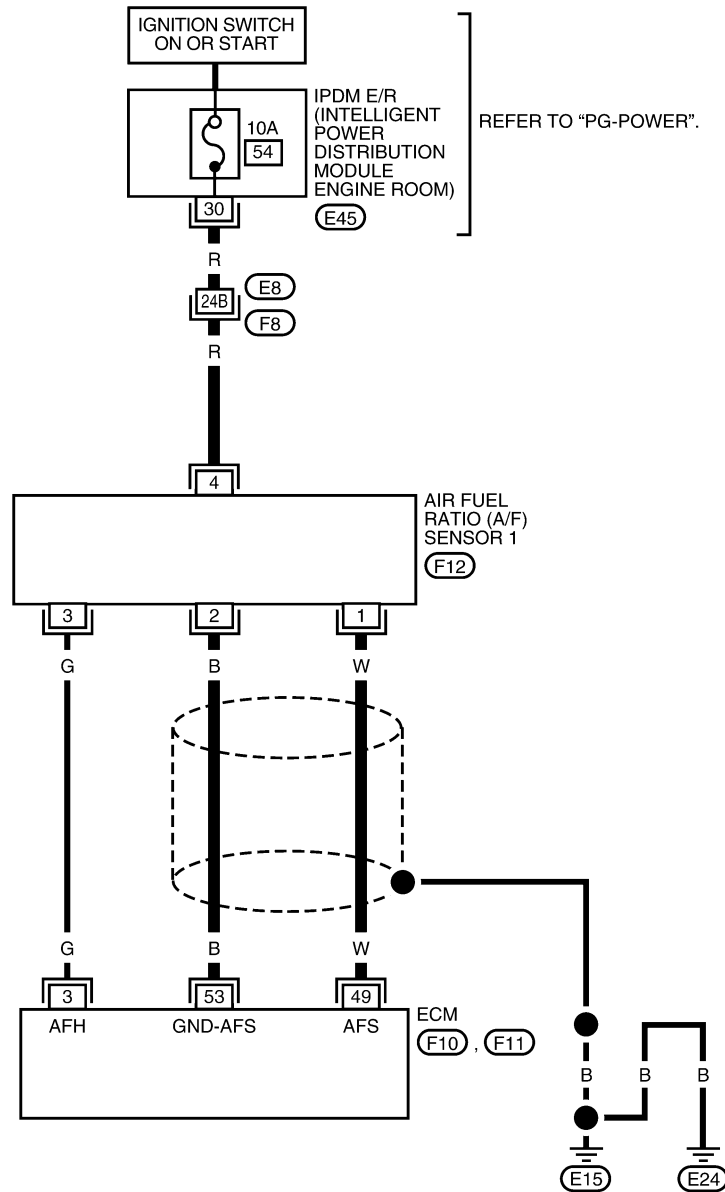 IGNITION SWITCH
ON OR START
IPDM E/R
(INTELLIGENT
POWER
DISTRIBUTION
MODULE
ENGINE ROOM)
E45
10A
54
REFER TO “PG-POWER”.
30
R
24B
E8
F8
R
4
AIR FUEL
RATIO (A/F)
SENSOR 1
F12
3 2 1
G B W
G B W
3 53 49
AFH GND-AFS AFS
ECM
F10 , F11
B B B
E15 E24